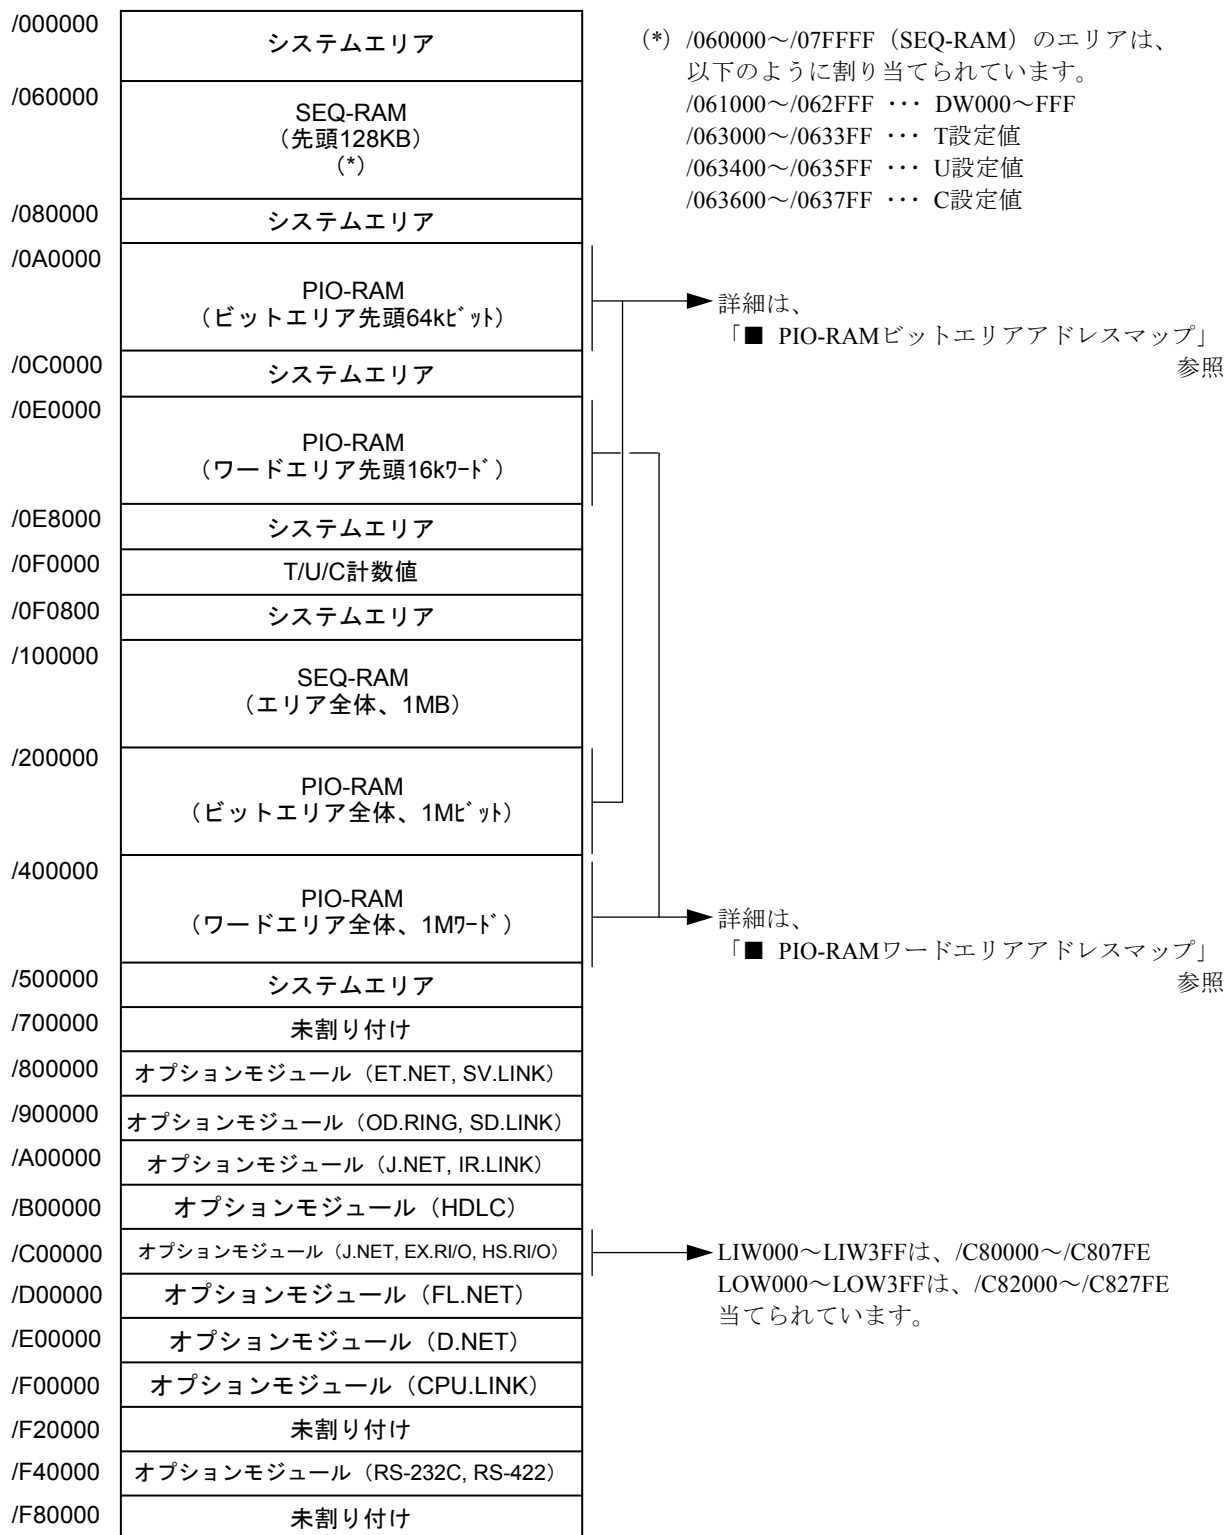 /000000
システムエリア
/060000
SEQ-RAM
（先頭128KB）
(*)
/080000
システムエリア
/0A0000
PIO-RAM
（ビットエリア先頭64kﾋﾞｯﾄ）
/0C0000
システムエリア
/0E0000
PIO-RAM
（ワードエリア先頭16kﾜｰﾄﾞ）
/0E8000
システムエリア
/0F0000
T/U/C計数値
/0F0800
システムエリア
/100000
SEQ-RAM
（エリア全体、1MB）
/200000
PIO-RAM
（ビットエリア全体、1Mﾋﾞｯﾄ）
/400000
PIO-RAM
（ワードエリア全体、1Mﾜｰﾄﾞ）
/500000
システムエリア
/700000
未割り付け
/800000
オプションモジュール（ET.NET, SV.LINK）
/900000
オプションモジュール（OD.RING, SD.LINK）
/A00000
オプションモジュール（J.NET, IR.LINK）
/B00000
オプションモジュール（HDLC）
/C00000
オプションモジュール（J.NET, EX.RI/O, HS.RI/O）
/D00000
オプションモジュール（FL.NET）
/E00000
オプションモジュール（D.NET）
/F00000
オプションモジュール（CPU.LINK）
/F20000
未割り付け
/F40000
オプションモジュール（RS-232C, RS-422）
/F80000
未割り付け
（*）/060000～/07FFFF（SEQ-RAM）のエリアは、
以下のように割り当てられています。
/061000～/062FFF ･･･ DW000～FFF
/063000～/0633FF ･･･ T設定値
/063400～/0635FF ･･･ U設定値
/063600～/0637FF ･･･ C設定値
詳細は、
「■ PIO-RAMビットエリアアドレスマップ」
参照
詳細は、
「■ PIO-RAMワードエリアアドレスマップ」
参照
LIW000～LIW3FFは、/C80000～/C807FE
LOW000～LOW3FFは、/C82000～/C827FE
当てられています。